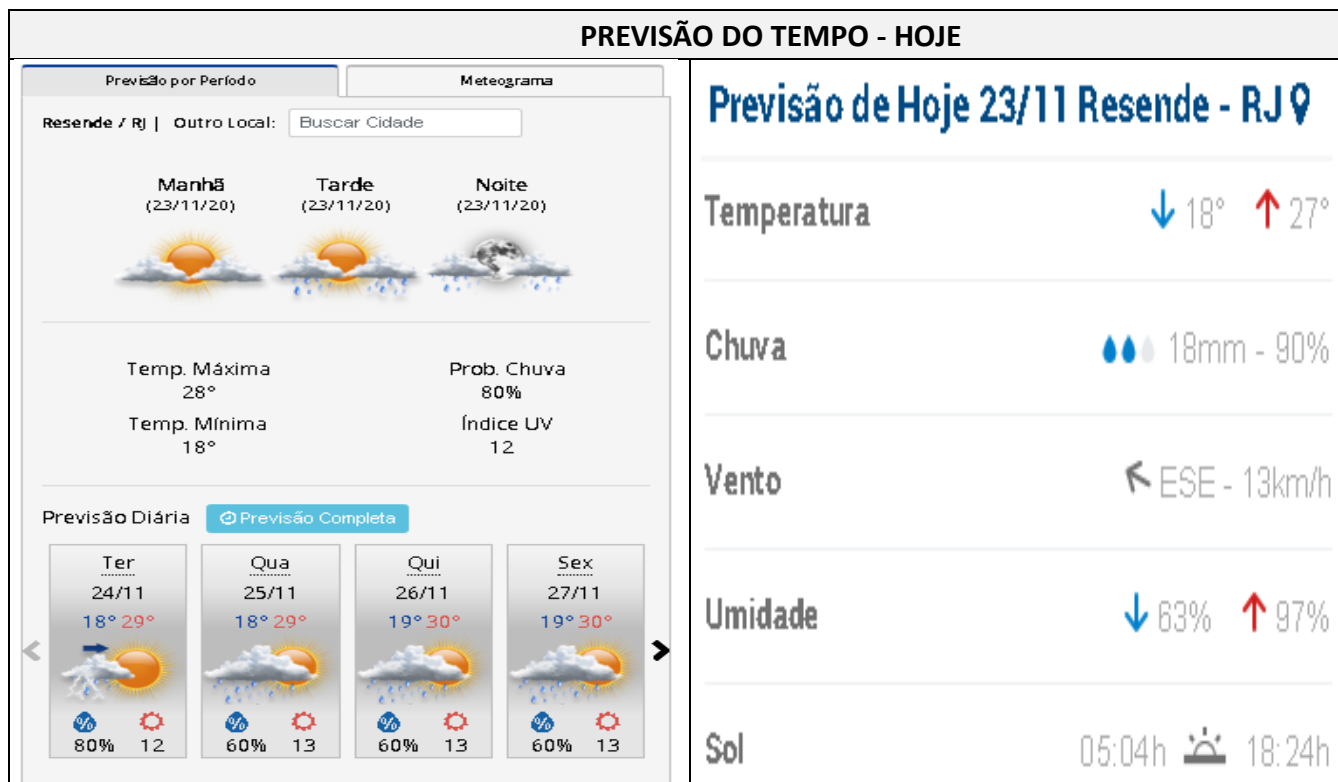 PREVISÃO DO TEMPO - HOJE
Previsão por Período
Meteograma
Resende / RJ | Outro Local: Buscar Cidade
Manhã Tarde Noite
(23/11/20) (23/11/20) (23/11/20)
Temp. Máxima Prob. Chuva
28° 80%
Temp. Mínima Índice UV
18° 12
Previsão Diária Previsão Completa
Ter Qua Qui Sex
24/11 25/11 26/11 27/11
18° 29° 18° 29° 19° 30° 19° 30°
% % % %
80% 12 60% 13 60% 13 60% 13
Previsão de Hoje 23/11 Resende - RJ
Temperatura 18° 27°
Chuva 18mm - 90%
Vento ESE - 13km/h
Umidade 63% 97%
Sol 05:04h 18:24h